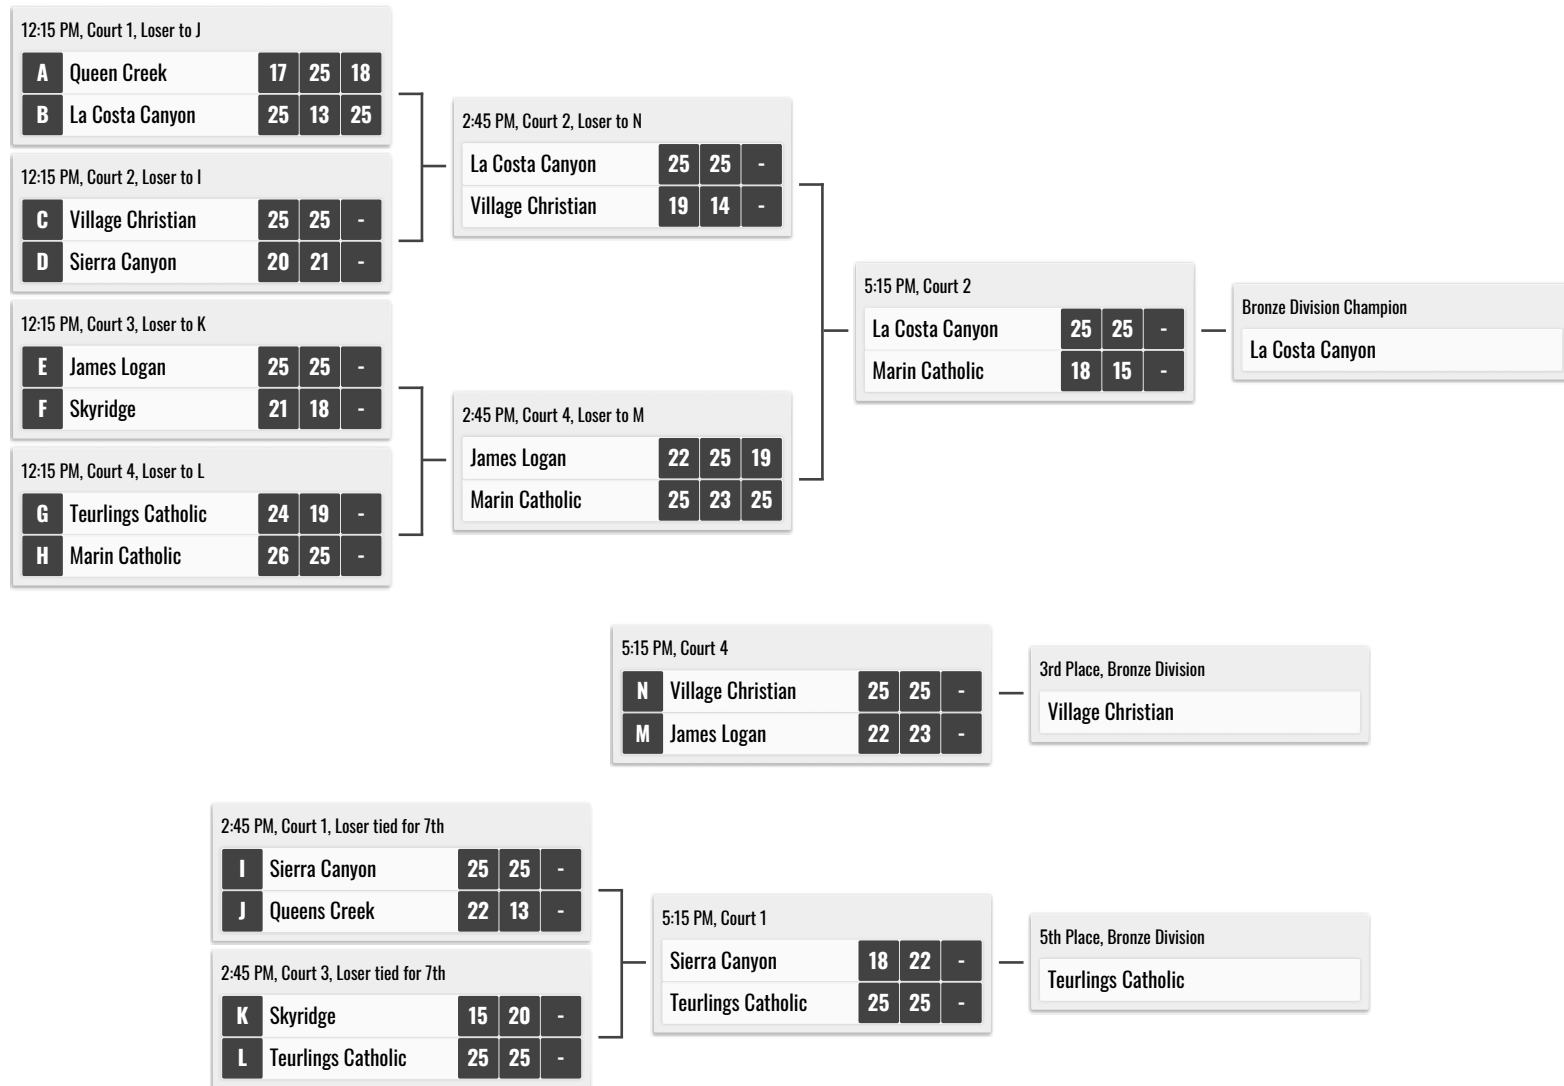 12:15 PM, Court 1, Loser to J
A Queen Creek 17 25 18
B La Costa Canyon 25 13 25
12:15 PM, Court 2, Loser to I
C Village Christian 25 25 -
D Sierra Canyon 20 21 -
12:15 PM, Court 3, Loser to K
E James Logan 25 25 -
F Skyridge 21 18 -
12:15 PM, Court 4, Loser to L
G Teurlings Catholic 24 19 -
H Marin Catholic 26 25 -
2:45 PM, Court 2, Loser to N
La Costa Canyon 25 25 -
Village Christian 19 14 -
2:45 PM, Court 4, Loser to M
James Logan 22 25 19
Marin Catholic 25 23 25
5:15 PM, Court 2
La Costa Canyon 25 25 -
Marin Catholic 18 15 -
Bronze Division Champion
La Costa Canyon
5:15 PM, Court 4
N Village Christian 25 25 -
M James Logan 22 23 -
3rd Place, Bronze Division
Village Christian
2:45 PM, Court 1, Loser tied for 7th
I Sierra Canyon 25 25 -
J Queens Creek 22 13 -
2:45 PM, Court 3, Loser tied for 7th
K Skyridge 15 20 -
L Teurlings Catholic 25 25 -
5:15 PM, Court 1
Sierra Canyon 18 22 -
Teurlings Catholic 25 25 -
5th Place, Bronze Division
Teurlings Catholic